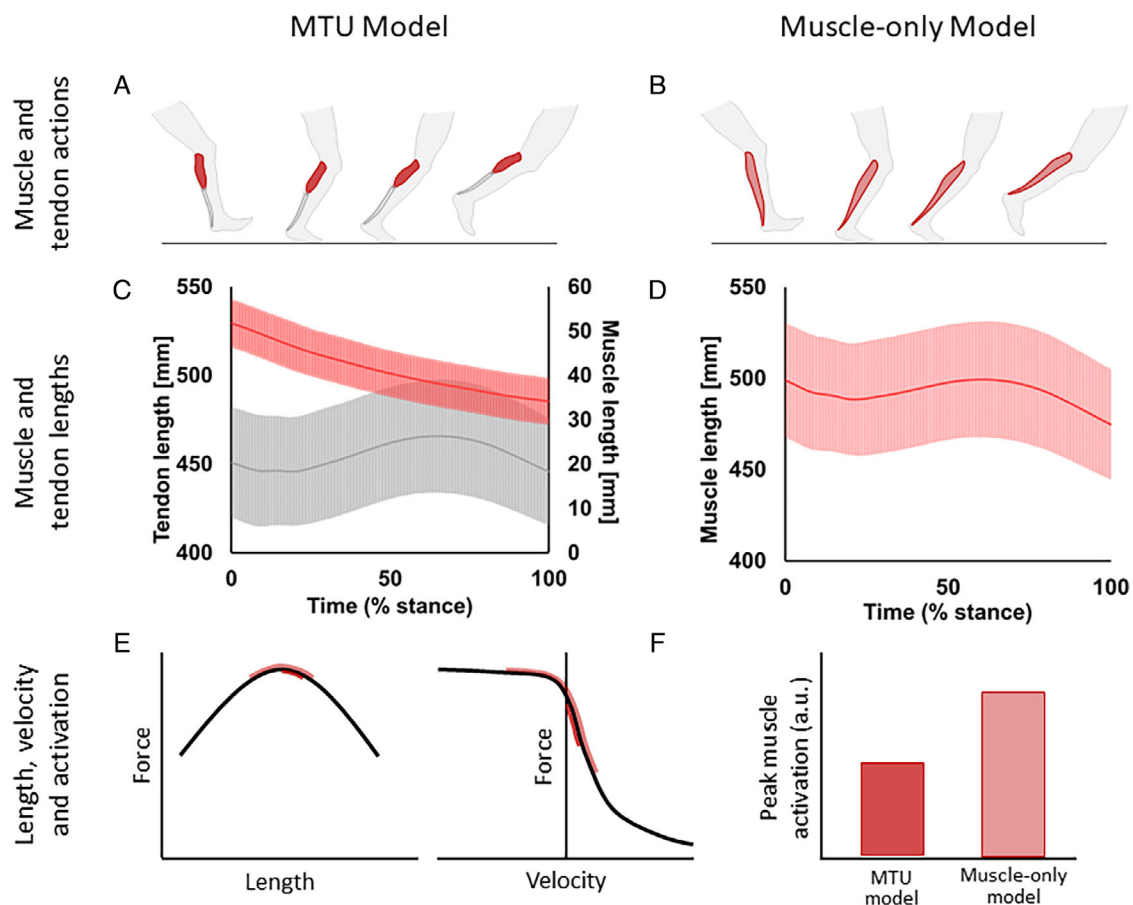 MTU Model
Muscle-only Model
Muscle and
tendon actions
A
B
Muscle and
tendon lengths
C
550
500
450
400
Tendon length [mm]
60
50
40
30
20
10
0
Muscle length [mm]
0
50
100
Time (% stance)
D
550
500
450
400
Muscle length [mm]
0
50
100
Time (% stance)
Length, velocity
and activation
E
Force
Length
Force
Velocity
F
Peak muscle
activation (a.u.)
MTU
model
Muscle-only
model